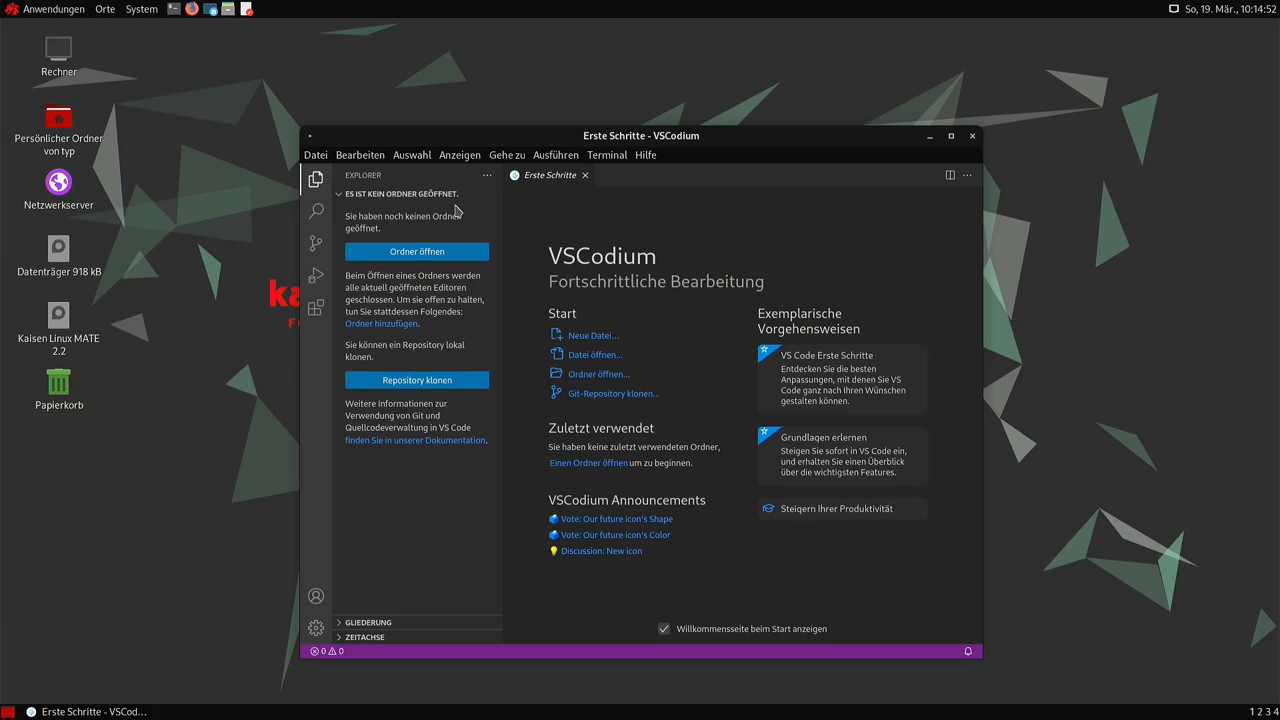 Anwendungen Orte System
So, 19. Mär., 10:14:52
Rechner
Persönlicher Ordner
von typ
Netzwerkserver
Datenträger 918 kB
Kaisen Linux MATE
2.2
Papierkorb
Erste Schritte - VSCodium
Datei Bearbeiten Auswahl Anzeigen Gehe zu Ausführen Terminal Hilfe
EXPLORER
ES IST KEIN ORDNER GEÖFFNET.
Sie haben noch keinen Ordner
geöffnet.
Ordner öffnen
Beim Öffnen eines Ordners werden
alle aktuell geöffneten Editoren
geschlossen. Um sie offen zu halten,
tun Sie stattdessen Folgendes:
Ordner hinzufügen.
Sie können ein Repository lokal
klonen.
Repository klonen
Weitere Informationen zur
Verwendung von Git und
Quellcodeverwaltung in VS Code
finden Sie in unserer Dokumentation.
GLIEDERUNG
ZEITACHSE
Erste Schritte
VSCodium
Fortschrittliche Bearbeitung
Start
Neue Datei...
Datei öffnen...
Ordner öffnen...
Git-Repository klonen...
Zuletzt verwendet
Sie haben keine zuletzt verwendeten Ordner,
Einen Ordner öffnen um zu beginnen.
VSCodium Announcements
Vote: Our future icon's Shape
Vote: Our future icon's Color
Discussion: New icon
Exemplarische
Vorgehensweisen
VS Code Erste Schritte
Entdecken Sie die besten
Anpassungen, mit denen Sie VS
Code ganz nach Ihren Wünschen
gestalten können.
Grundlagen erlernen
Steigen Sie sofort in VS Code ein,
und erhalten Sie einen Überblick
über die wichtigsten Features.
Steigern Ihrer Produktivität
Willkommensseite beim Start anzeigen
0 0
Erste Schritte - VSCod...
1 2 3 4